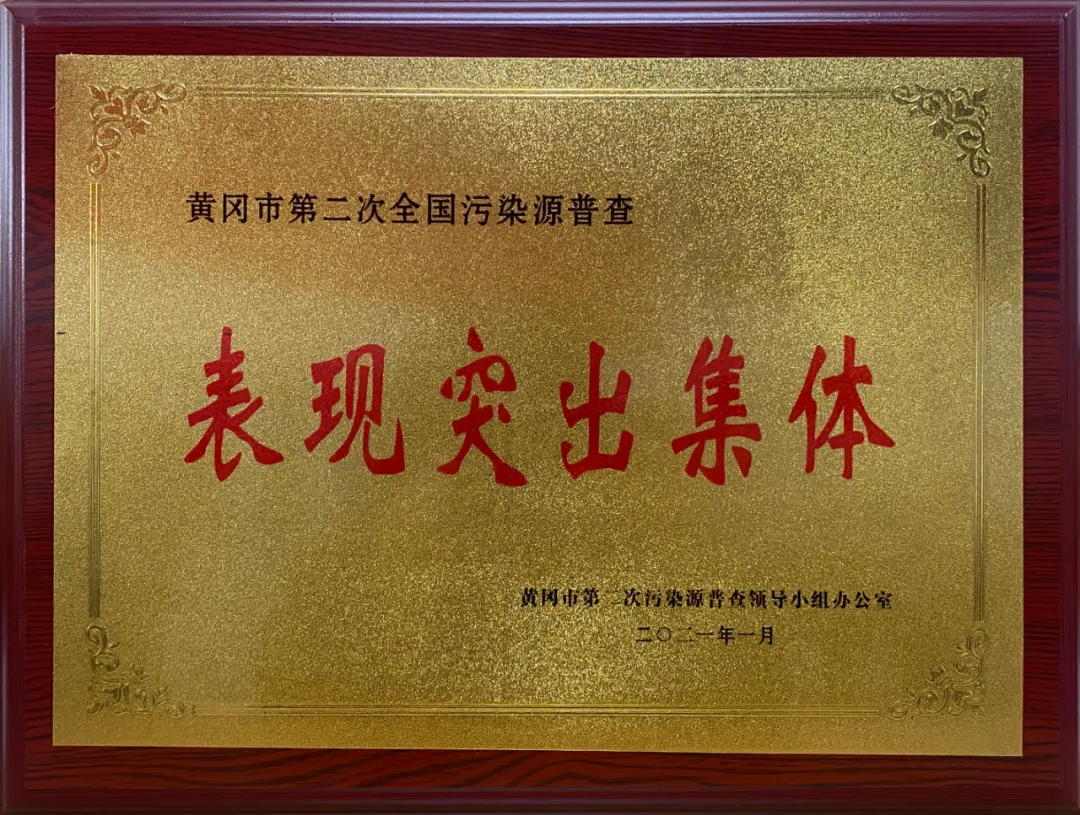 黄冈市第二次全国污染源普查
表现突出集体
黄冈市第二次污染源普查领导小组办公室
二〇二一年一月